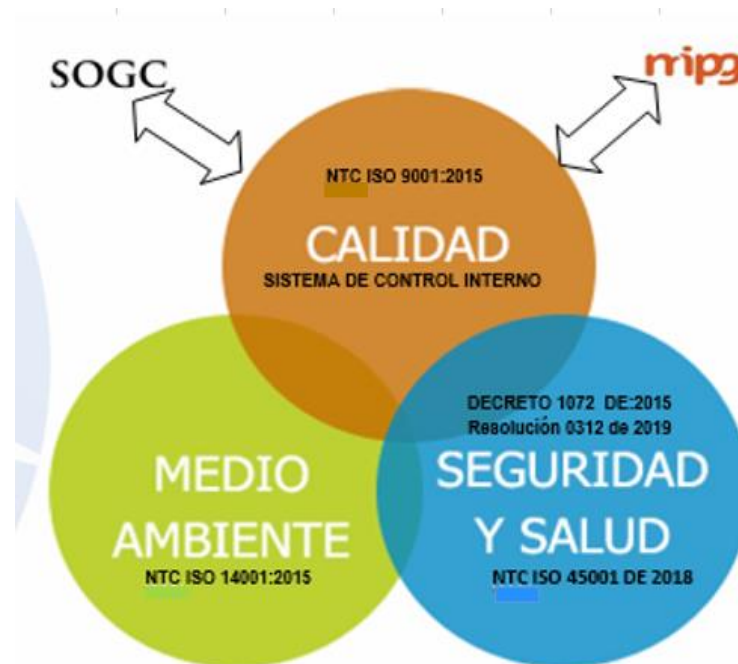 SOGC
mipg
NTC ISO 9001:2015
CALIDAD
SISTEMA DE CONTROL INTERNO
DECRETO 1072 DE:2015
Resolución 0312 de 2019
SEGURIDAD
Y SALUD
NTC ISO 45001 DE 2018
MEDIO
AMBIENTE
NTC ISO 14001:2015